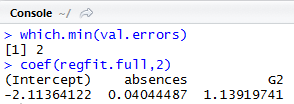 Console ~/
> which.min(val.errors)
[1] 2
> coef(regfit.full,2)
(Intercept)    absences          G2
-2.11364122  0.04044487  1.13919741